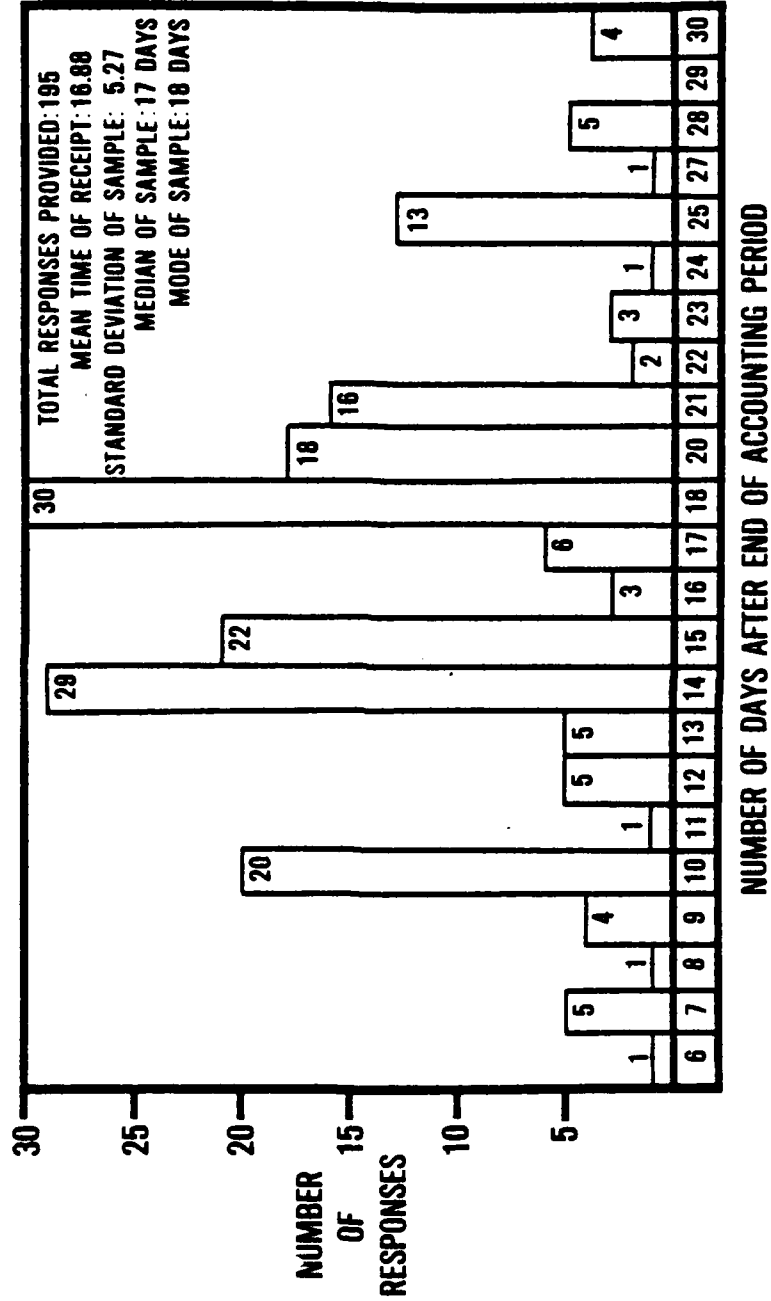 TOTAL RESPONSES PROVIDED:195
MEAN TIME OF RECEIPT:16.88
STANDARD DEVIATION OF SAMPLE: 5.27
MEDIAN OF SAMPLE:17 DAYS
MODE OF SAMPLE:18 DAYS
30
25
20
15
10
5
NUMBER
OF
RESPONSES
1 5 1 4 20 1 5 5 29 22 3 6 30 18 16 2 3 1 13 1 5 4
6 7 8 9 10 11 12 13 14 15 16 17 18 20 21 22 23 24 25 27 28 29 30
NUMBER OF DAYS AFTER END OF ACCOUNTING PERIOD